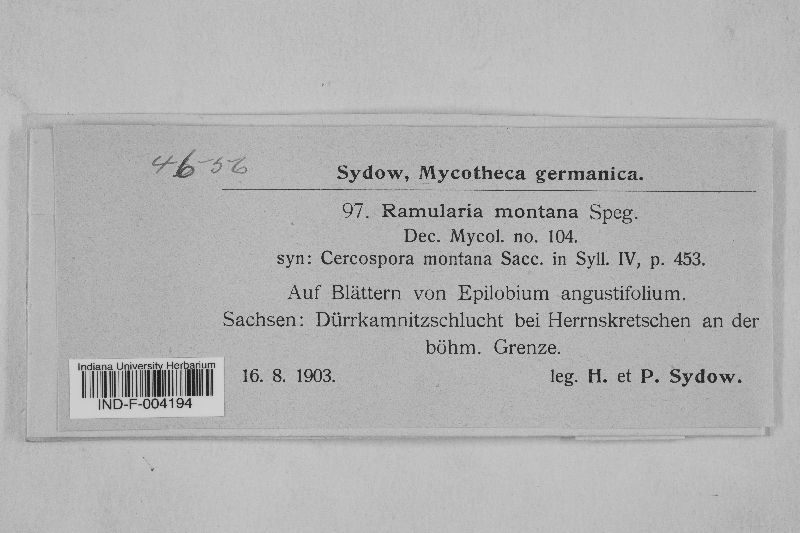 46-56
Sydow, Mycotheca germanica.
97. Ramularia montana Speg.
Dec. Mycol. no. 104.
syn: Cercospora montana Sacc. in Syll. IV, p. 453.
Auf Blättern von Epilobium angustifolium.
Sachsen: Dürrkamnitzschlucht bei Herrnskretschen an der
böhm. Grenze.
16. 8. 1903. leg. H. et P. Sydow.
Indiana University Herbarium
IND-F-004194